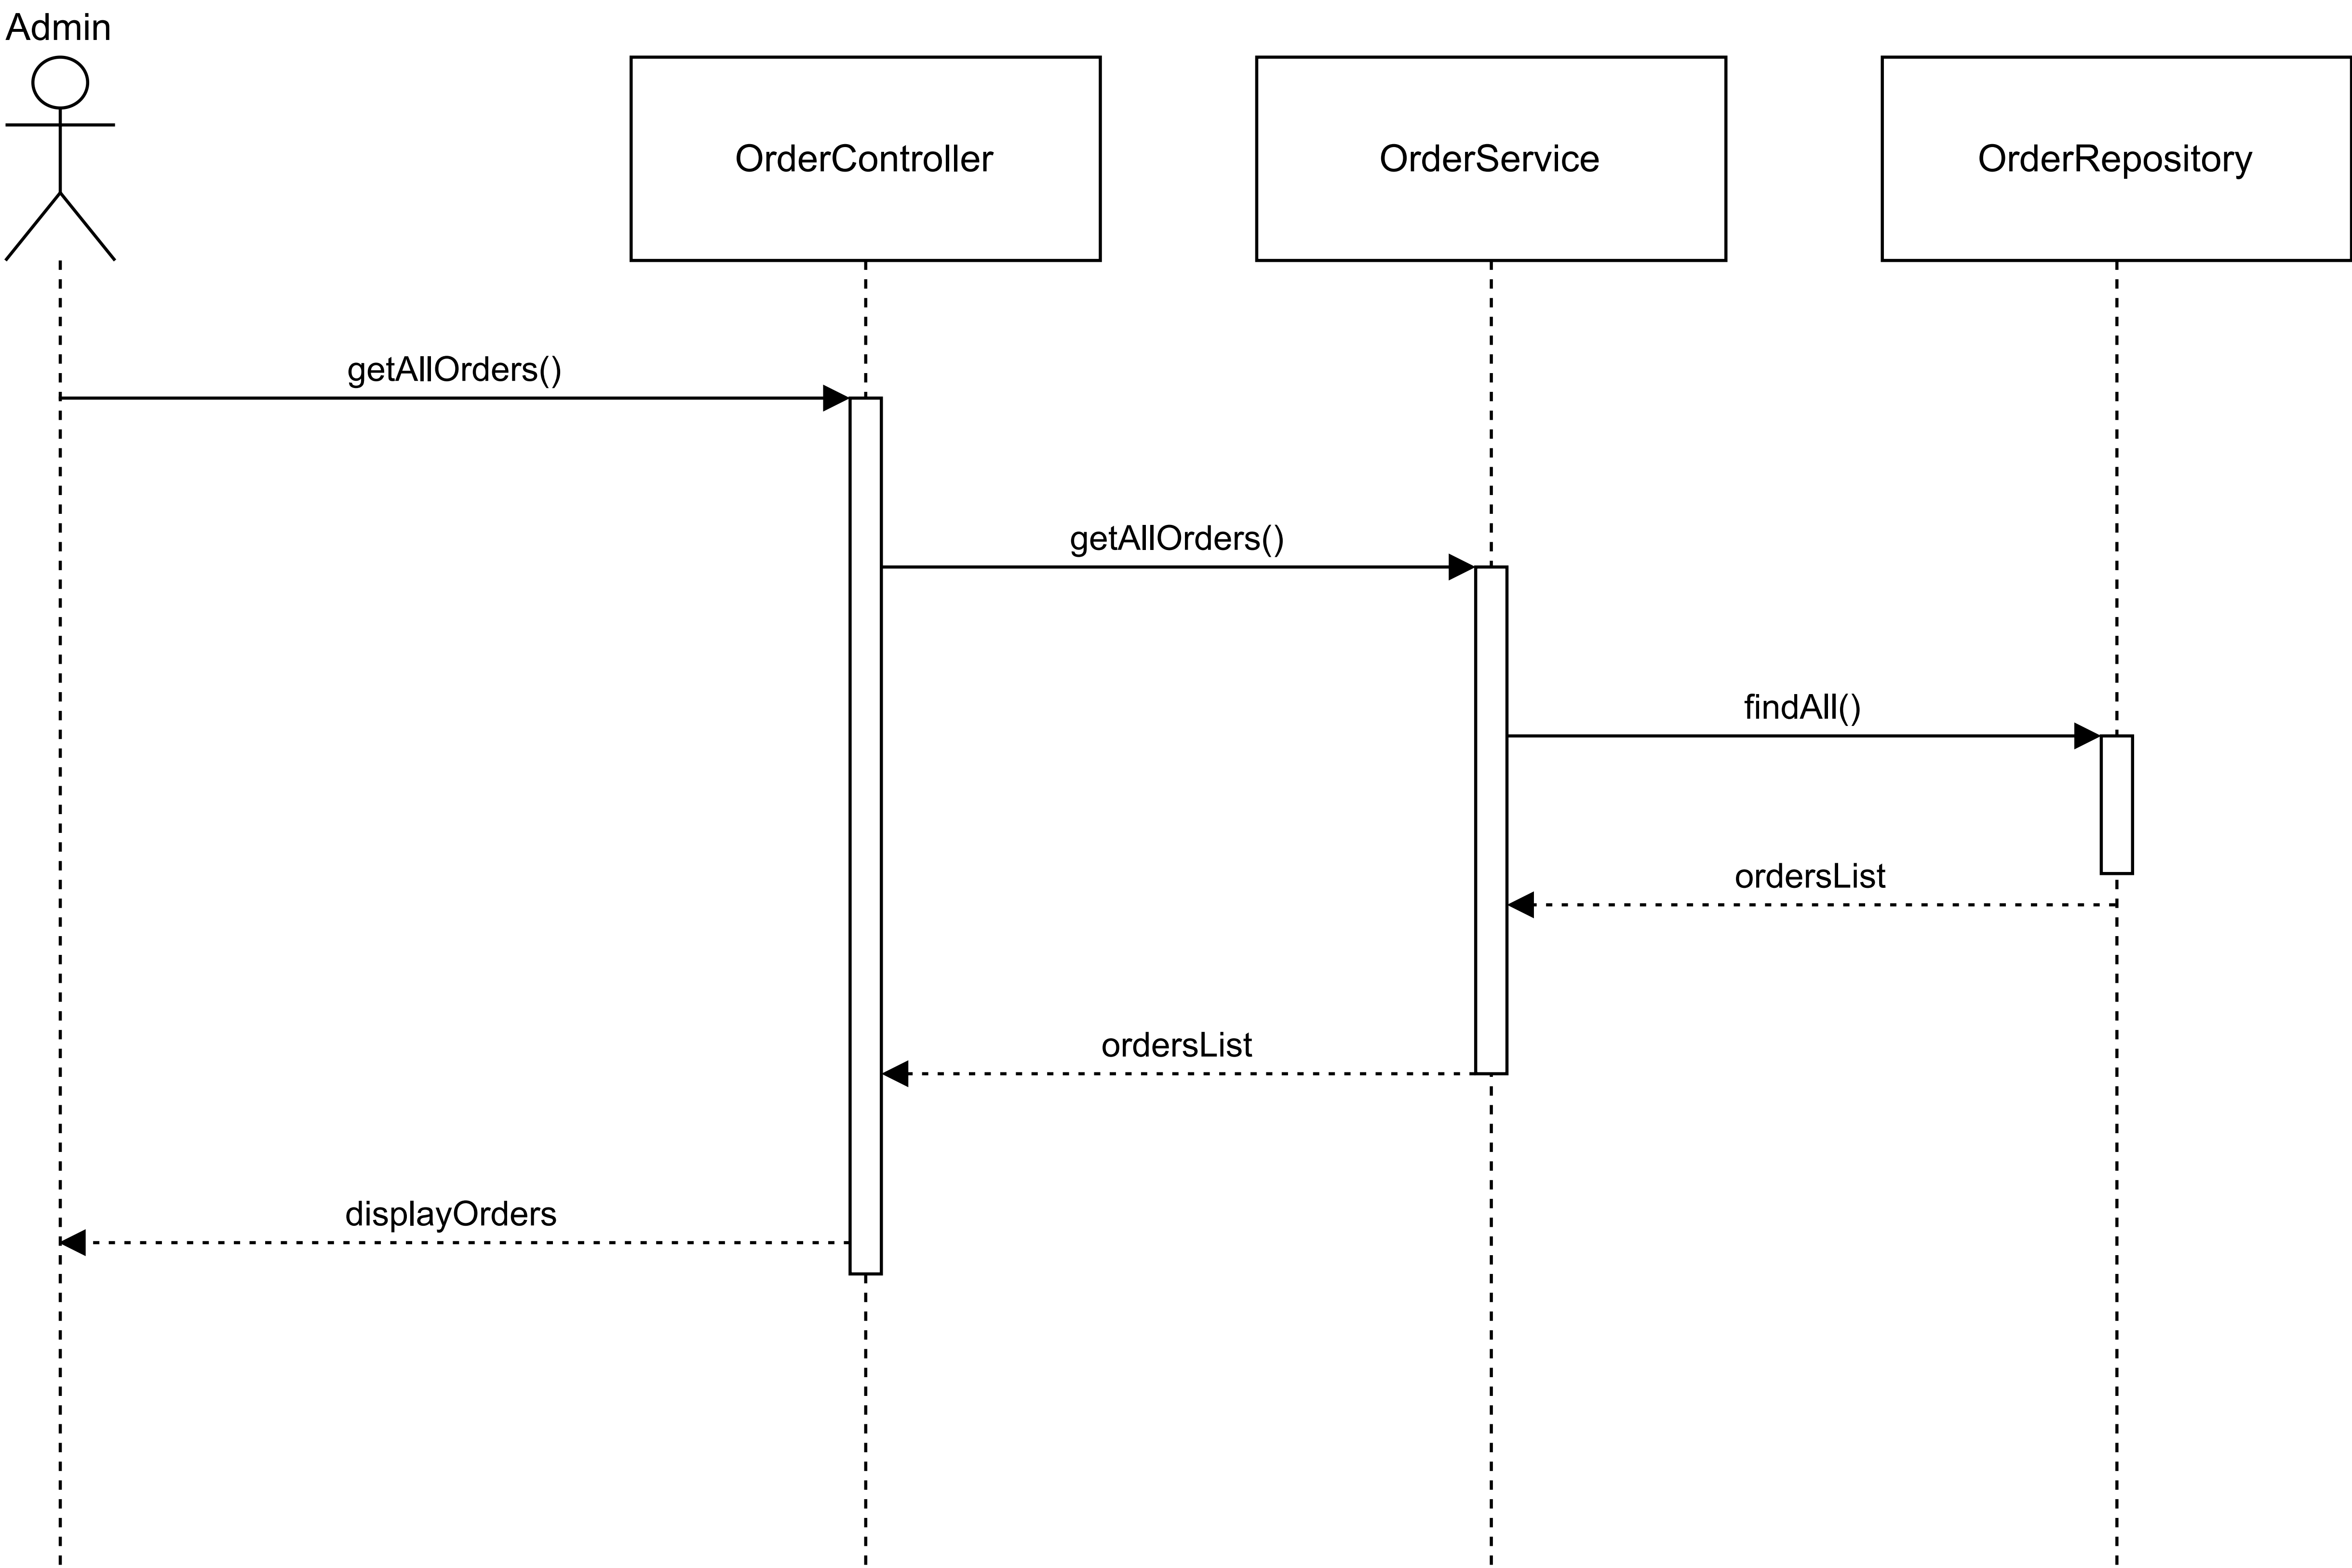 Admin
OrderController
OrderService
OrderRepository
getAllOrders()
getAllOrders()
findAll()
ordersList
ordersList
displayOrders